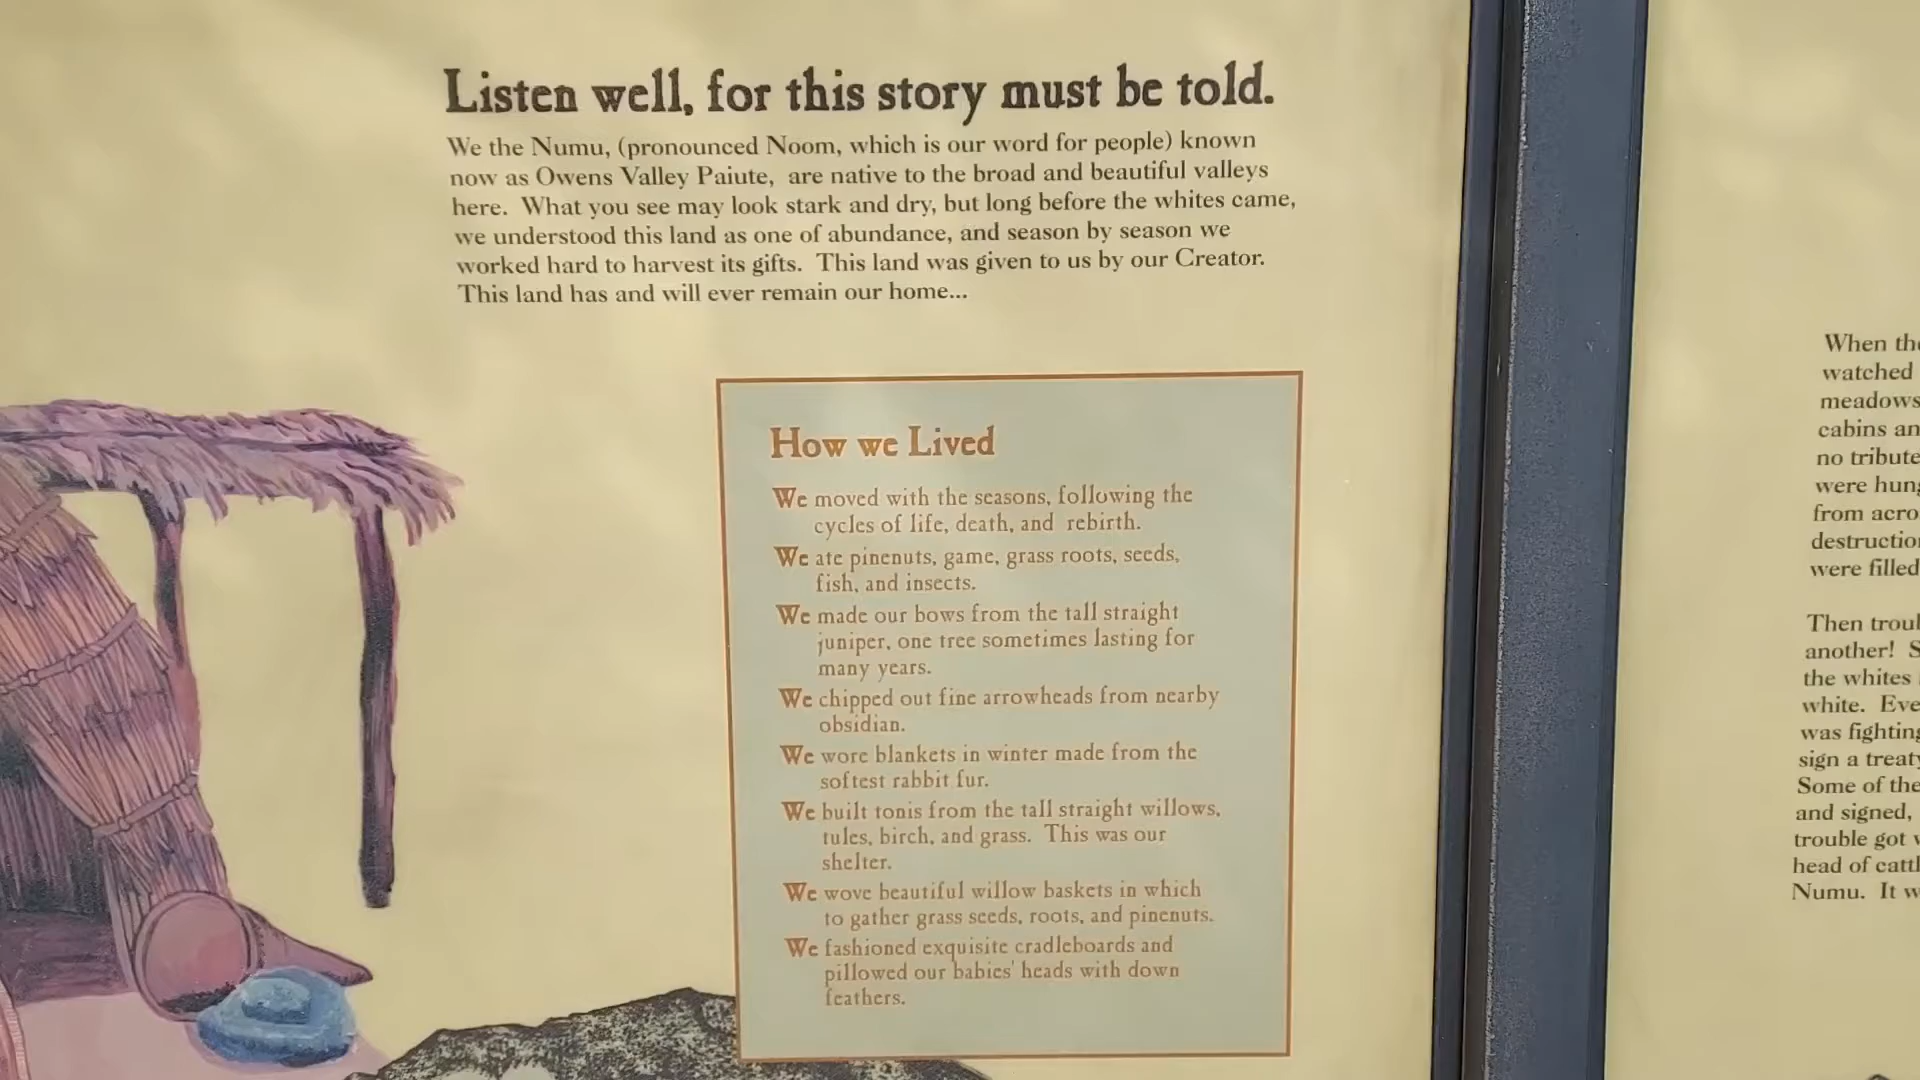 Listen well, for this story must be told.
We the Numu, (pronounced Noom, which is our word for people) known
now as Owens Valley Paiute, are native to the broad and beautiful valleys
here. What you see may look stark and dry, but long before the whites came,
we understood this land as one of abundance, and season by season we
worked hard to harvest its gifts. This land was given to us by our Creator.
This land has and will ever remain our home...
How we Lived
We moved with the seasons, following the
cycles of life, death, and rebirth.
We ate pinenuts, game, grass roots, seeds,
fish, and insects.
We made our bows from the tall straight
juniper, one tree sometimes lasting for
many years.
We chipped out fine arrowheads from nearby
obsidian.
We wore blankets in winter made from the
softest rabbit fur.
We built tonis from the tall straight willows,
tules, birch, and grass. This was our
shelter.
We wove beautiful willow baskets in which
to gather grass seeds, roots, and pinenuts.
We fashioned exquisite cradleboards and
pillowed our babies' heads with down
feathers.
When
watched
meadows
cabins
no tribute
were
from
were filled
Then
another!
the whites
white.
was fighting
sign a
Some of the
and signed,
trouble got
head of
Numu. It